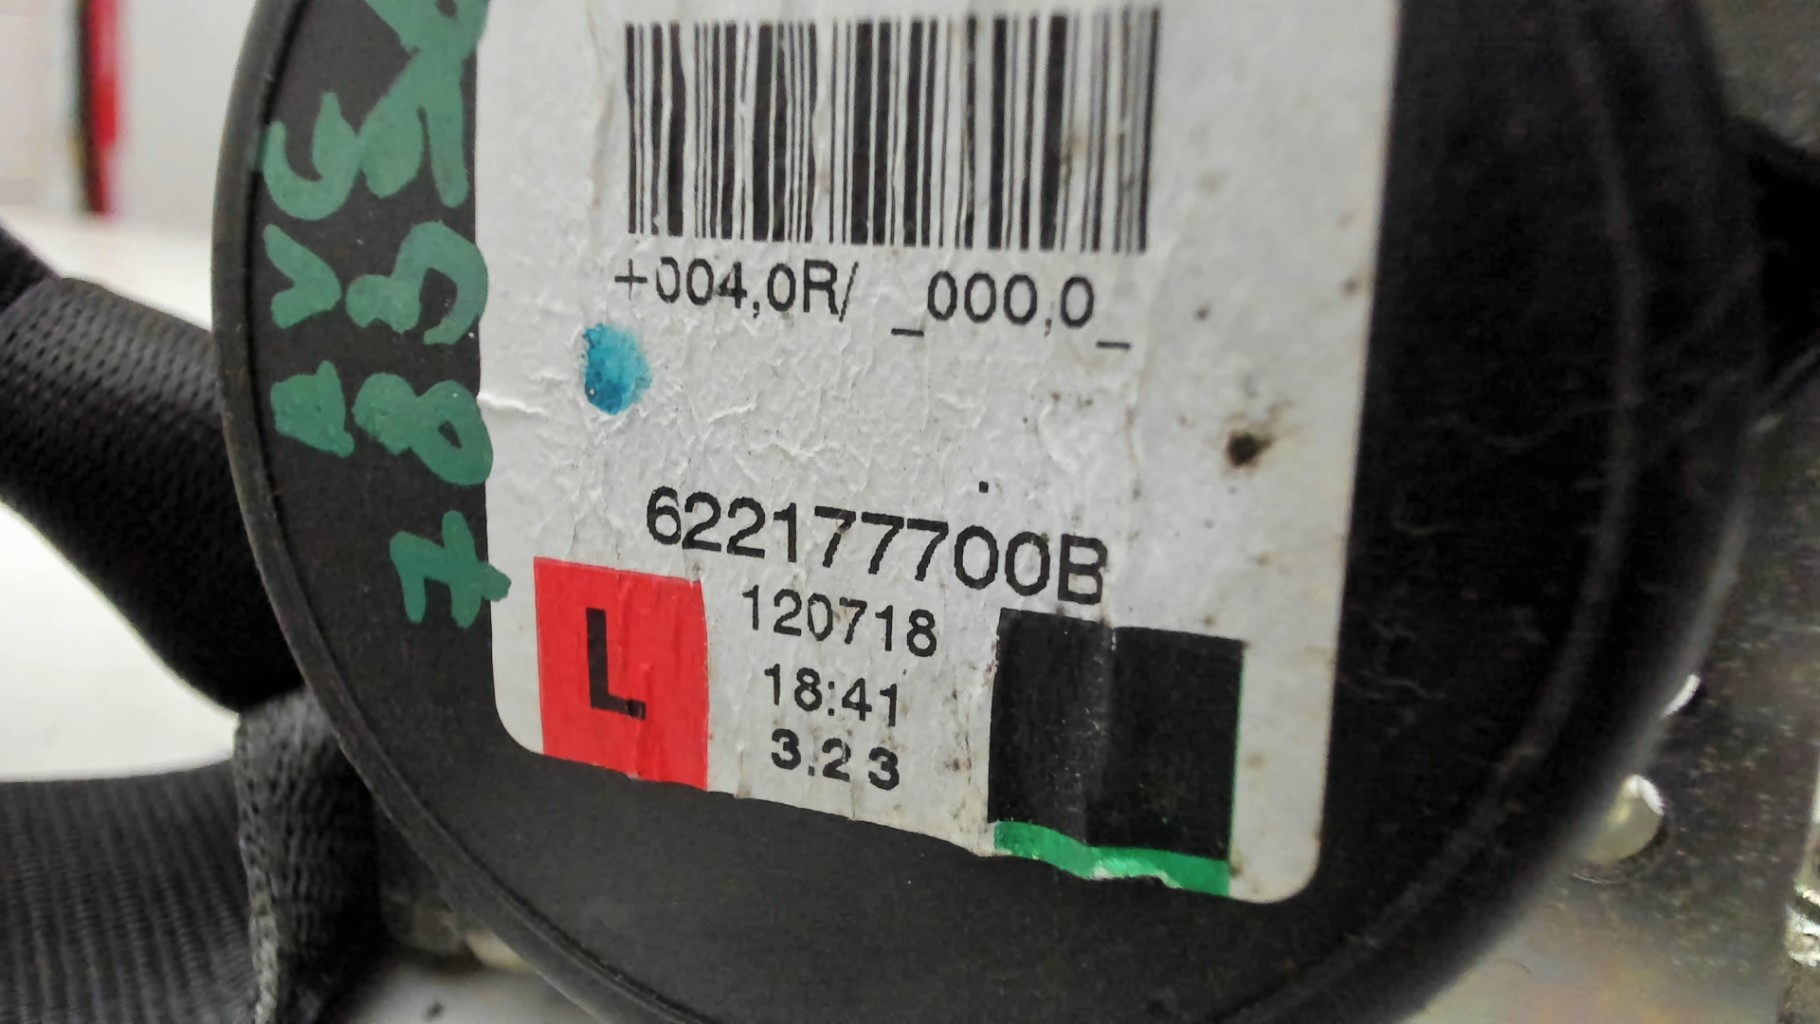 +004,0R/ _000,0_
622177700B
L
120718
18:41
3.23